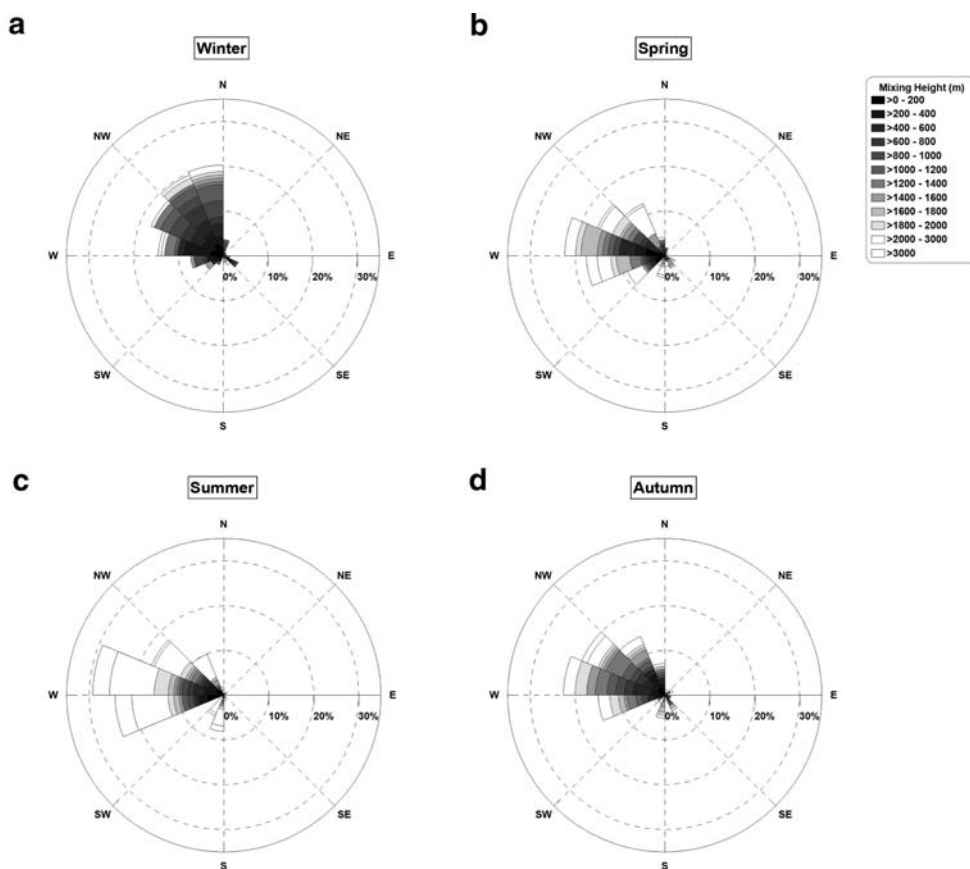 a
Winter
N
NW
NE
W
E
0% 10% 20% 30%
SW
SE
S
b
Spring
N
NW
NE
W
E
0% 10% 20% 30%
SW
SE
S
Mixing Height (m)
>0 - 200
>200 - 400
>400 - 600
>600 - 800
>800 - 1000
>1000 - 1200
>1200 - 1400
>1400 - 1600
>1600 - 1800
>1800 - 2000
>2000 - 3000
>3000
c
Summer
N
NW
NE
W
E
0% 10% 20% 30%
SW
SE
S
d
Autumn
N
NW
NE
W
E
0% 10% 20% 30%
SW
SE
S